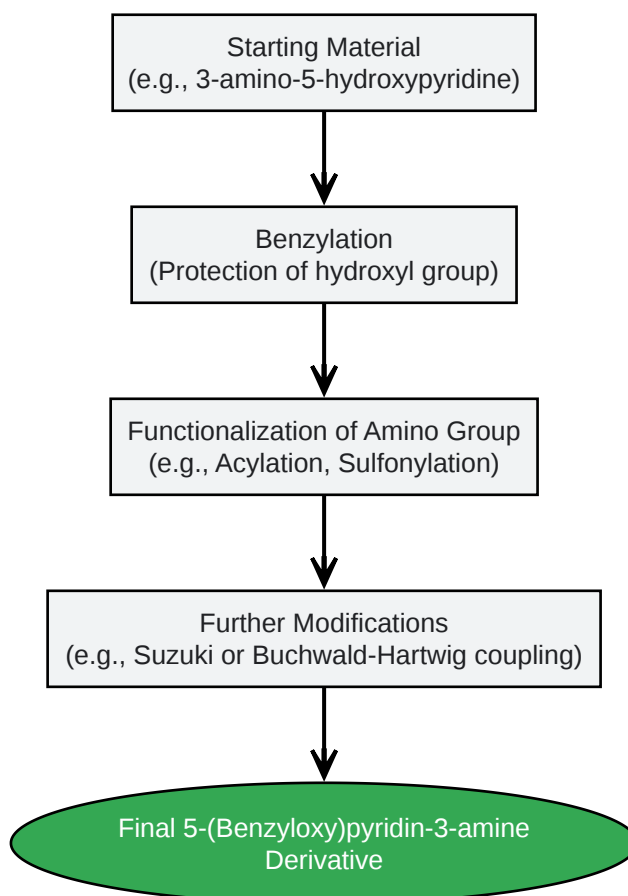 Starting Material
(e.g., 3-amino-5-hydroxypyridine)
Benzylation
(Protection of hydroxyl group)
Functionalization of Amino Group
(e.g., Acylation, Sulfonylation)
Further Modifications
(e.g., Suzuki or Buchwald-Hartwig coupling)
Final 5-(Benzyloxy)pyridin-3-amine
Derivative